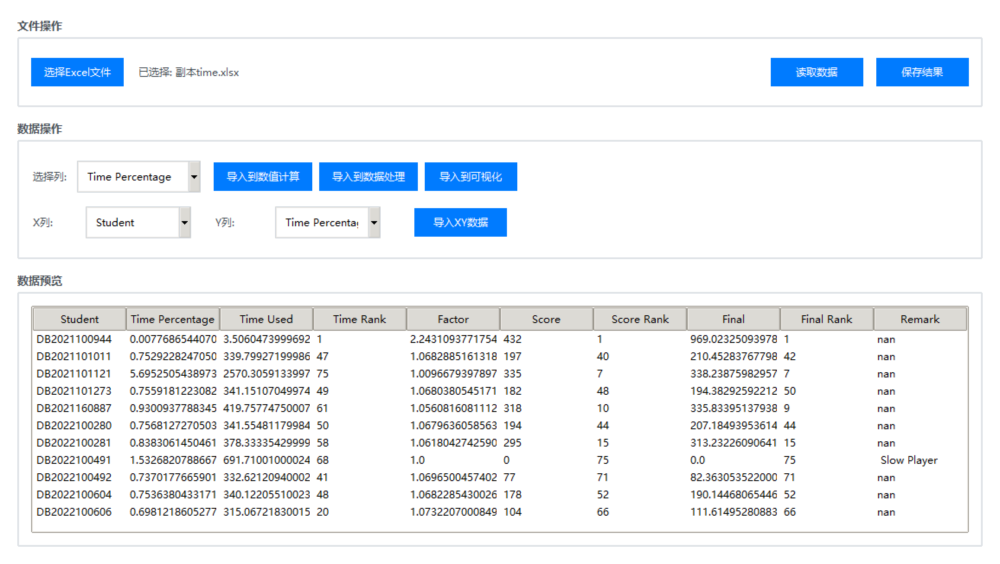 文件操作
选择Excel文件 已选择: 副本time.xlsx 读取数据 保存结果
数据操作
选择列: Time Percentage 导入到数值计算 导入到数据处理 导入到可视化
X列: Student Y列: Time Percenta 导入XY数据
数据预览
Student Time Percentage Time Used Time Rank Factor Score Score Rank Final Final Rank Remark
DB2021100944 0.0077686544070 3.5060473999692 1 2.2431093771754 432 1 969.02325093978 1 nan
DB2021101011 0.7529228247050 339.79927199986 47 1.0682885161318 197 40 210.45283767798 42 nan
DB2021101121 5.6952505438973 2570.3059133997 75 1.0096679397897 335 7 338.23875982957 7 nan
DB2021101273 0.7559181223082 341.15107049974 49 1.0680380545171 182 48 194.38292592212 50 nan
DB2021160887 0.9300937788345 419.75774750007 61 1.0560816081112 318 10 335.83395137938 9 nan
DB2022100280 0.7568127270503 341.55481179984 50 1.0679636058563 194 44 207.18493953614 44 nan
DB2022100281 0.8383061450461 378.33335429999 58 1.0618042742590 295 15 313.23226090641 15 nan
DB2022100491 1.5326820788667 691.71001000024 68 1.0 0 75 0.0 75 Slow Player
DB2022100492 0.7370177665901 332.62120940002 41 1.0696500457402 77 71 82.363053522000 71 nan
DB2022100604 0.7536380433171 340.12205510023 48 1.0682285430026 178 52 190.14468065446 52 nan
DB2022100606 0.6981218605277 315.06721830015 20 1.0732207000849 104 66 111.61495280883 66 nan